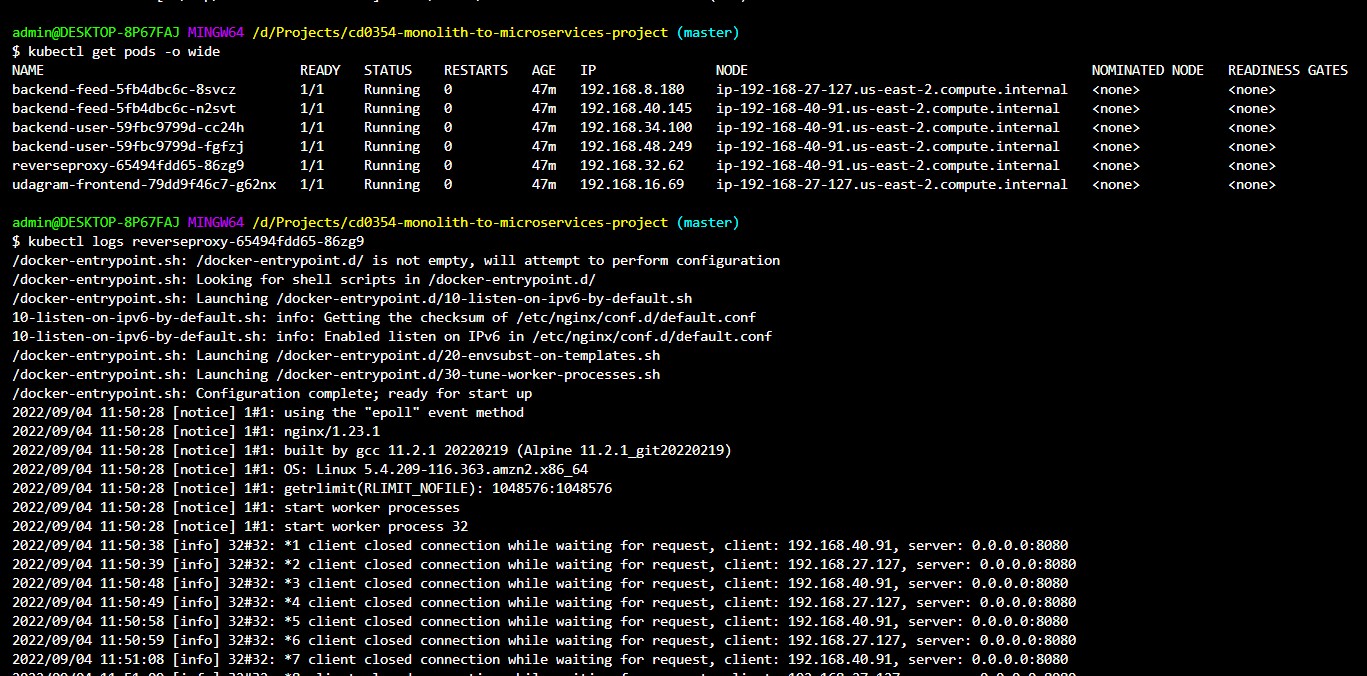 admin@DESKTOP-8P67FAJ MINGW64 /d/Projects/cd0354-monolith-to-microservices-project (master)
$ kubectl get pods -o wide
NAME READY STATUS RESTARTS AGE IP NODE NOMINATED NODE READINESS GATES
backend-feed-5fb4dbc6c-8svcz 1/1 Running 0 47m 192.168.8.180 ip-192-168-27-127.us-east-2.compute.internal <none> <none>
backend-feed-5fb4dbc6c-n2svt 1/1 Running 0 47m 192.168.40.145 ip-192-168-40-91.us-east-2.compute.internal <none> <none>
backend-user-59fbc9799d-cc24h 1/1 Running 0 47m 192.168.34.100 ip-192-168-40-91.us-east-2.compute.internal <none> <none>
backend-user-59fbc9799d-fgfzj 1/1 Running 0 47m 192.168.48.249 ip-192-168-40-91.us-east-2.compute.internal <none> <none>
reverseproxy-65494fdd65-86zg9 1/1 Running 0 47m 192.168.32.62 ip-192-168-40-91.us-east-2.compute.internal <none> <none>
udagram-frontend-79dd9f46c7-g62nx 1/1 Running 0 47m 192.168.16.69 ip-192-168-27-127.us-east-2.compute.internal <none> <none>
admin@DESKTOP-8P67FAJ MINGW64 /d/Projects/cd0354-monolith-to-microservices-project (master)
$ kubectl logs reverseproxy-65494fdd65-86zg9
/docker-entrypoint.sh: /docker-entrypoint.d/ is not empty, will attempt to perform configuration
/docker-entrypoint.sh: Looking for shell scripts in /docker-entrypoint.d/
/docker-entrypoint.sh: Launching /docker-entrypoint.d/10-listen-on-ipv6-by-default.sh
10-listen-on-ipv6-by-default.sh: info: Getting the checksum of /etc/nginx/conf.d/default.conf
10-listen-on-ipv6-by-default.sh: info: Enabled listen on IPv6 in /etc/nginx/conf.d/default.conf
/docker-entrypoint.sh: Launching /docker-entrypoint.d/20-envsubst-on-templates.sh
/docker-entrypoint.sh: Launching /docker-entrypoint.d/30-tune-worker-processes.sh
/docker-entrypoint.sh: Configuration complete; ready for start up
2022/09/04 11:50:28 [notice] 1#1: using the "epoll" event method
2022/09/04 11:50:28 [notice] 1#1: nginx/1.23.1
2022/09/04 11:50:28 [notice] 1#1: built by gcc 11.2.1 20220219 (Alpine 11.2.1_git20220219)
2022/09/04 11:50:28 [notice] 1#1: OS: Linux 5.4.209-116.363.amzn2.x86_64
2022/09/04 11:50:28 [notice] 1#1: getrlimit(RLIMIT_NOFILE): 1048576:1048576
2022/09/04 11:50:28 [notice] 1#1: start worker processes
2022/09/04 11:50:28 [notice] 1#1: start worker process 32
2022/09/04 11:50:38 [info] 32#32: *1 client closed connection while waiting for request, client: 192.168.40.91, server: 0.0.0.0:8080
2022/09/04 11:50:39 [info] 32#32: *2 client closed connection while waiting for request, client: 192.168.27.127, server: 0.0.0.0:8080
2022/09/04 11:50:48 [info] 32#32: *3 client closed connection while waiting for request, client: 192.168.40.91, server: 0.0.0.0:8080
2022/09/04 11:50:49 [info] 32#32: *4 client closed connection while waiting for request, client: 192.168.27.127, server: 0.0.0.0:8080
2022/09/04 11:50:58 [info] 32#32: *5 client closed connection while waiting for request, client: 192.168.40.91, server: 0.0.0.0:8080
2022/09/04 11:50:59 [info] 32#32: *6 client closed connection while waiting for request, client: 192.168.27.127, server: 0.0.0.0:8080
2022/09/04 11:51:08 [info] 32#32: *7 client closed connection while waiting for request, client: 192.168.40.91, server: 0.0.0.0:8080